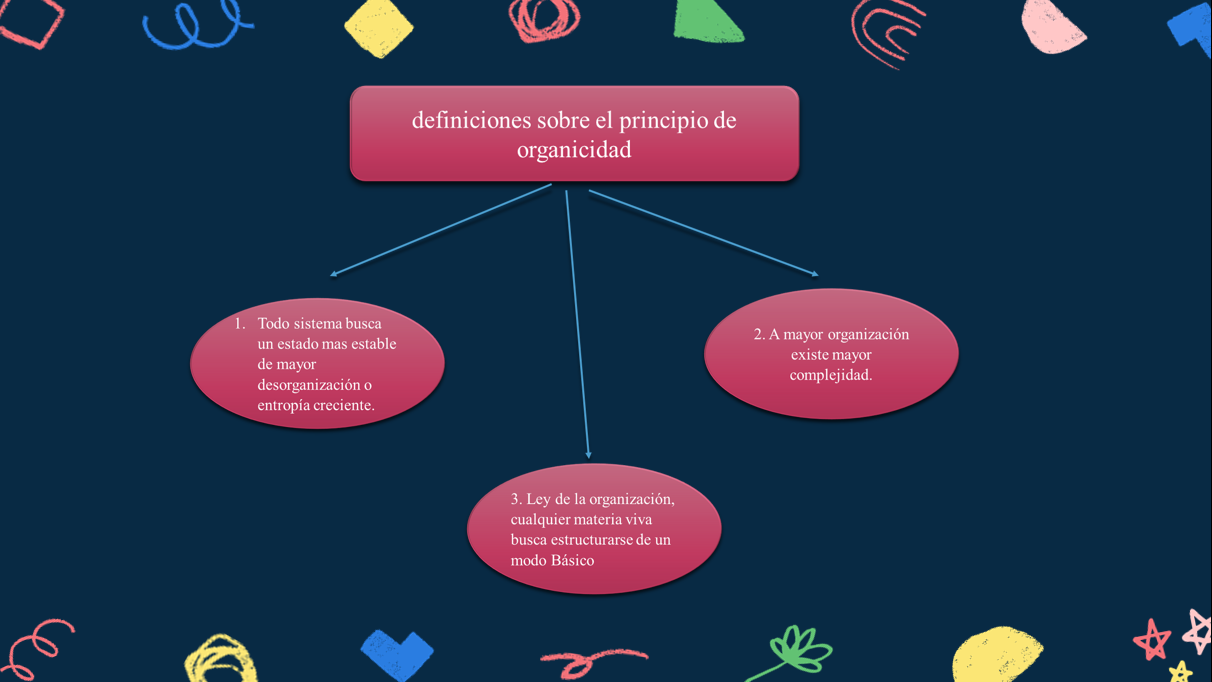 definiciones sobre el principio de
organicidad
1. Todo sistema busca
un estado mas estable
de mayor
desorganización o
entropía creciente.
2. A mayor organización
existe mayor
complejidad.
3. Ley de la organización,
cualquier materia viva
busca estructurarse de un
modo Básico